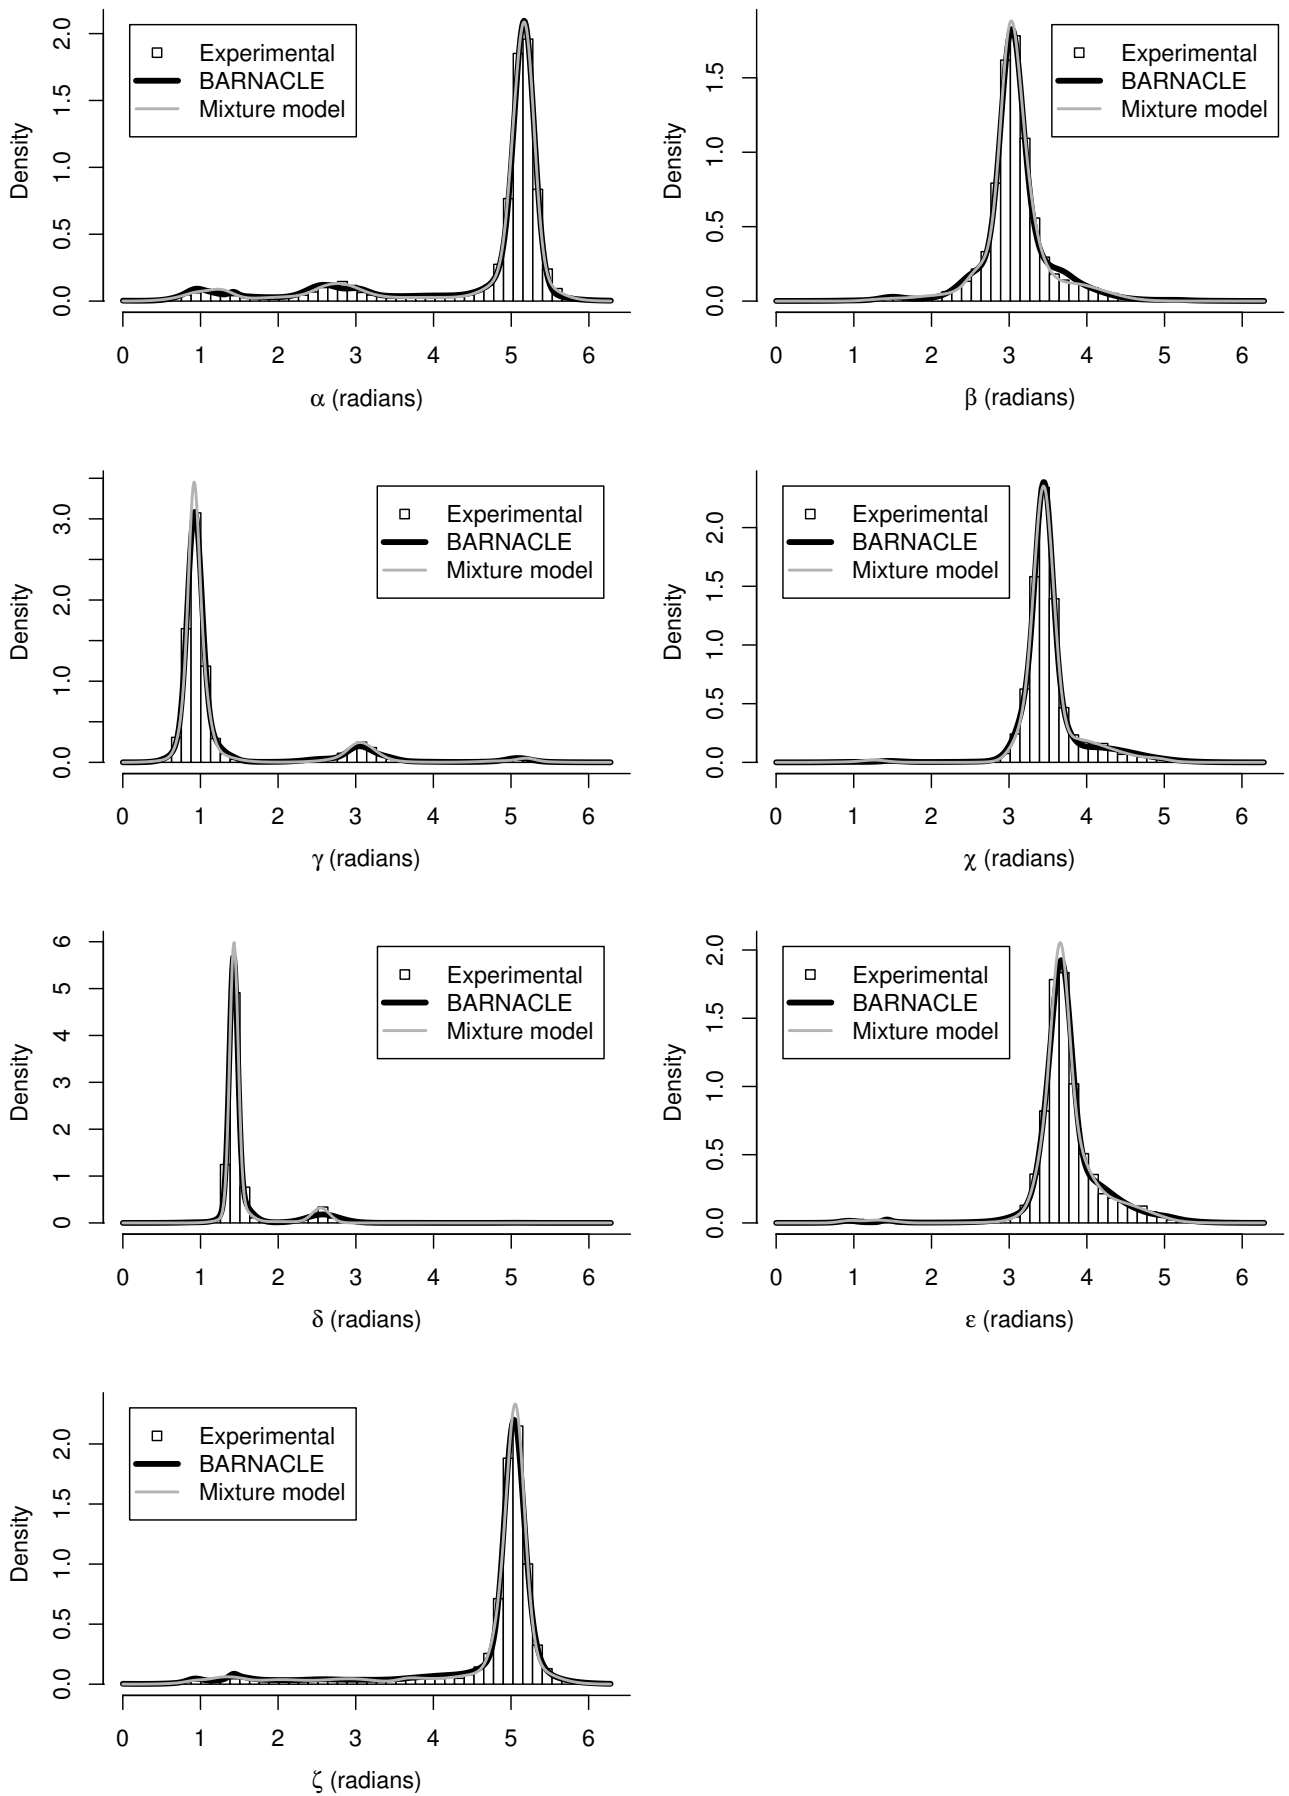 Density
2.0
1.5
1.0
0.5
0.0
Experimental
BARNACLE
Mixture model
0 1 2 3 4 5 6
α (radians)
Density
1.5
1.0
0.5
0.0
Experimental
BARNACLE
Mixture model
0 1 2 3 4 5 6
β (radians)
Density
3.0
2.0
1.0
0.0
Experimental
BARNACLE
Mixture model
0 1 2 3 4 5 6
γ (radians)
Density
2.0
1.5
1.0
0.5
0.0
Experimental
BARNACLE
Mixture model
0 1 2 3 4 5 6
χ (radians)
Density
6
5
4
3
2
1
0
Experimental
BARNACLE
Mixture model
0 1 2 3 4 5 6
δ (radians)
Density
2.0
1.5
1.0
0.5
0.0
Experimental
BARNACLE
Mixture model
0 1 2 3 4 5 6
ε (radians)
Density
2.0
1.5
1.0
0.5
0.0
Experimental
BARNACLE
Mixture model
0 1 2 3 4 5 6
ζ (radians)